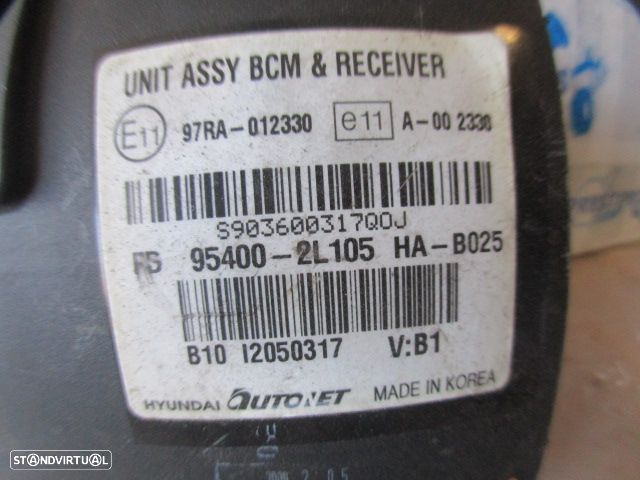 UNIT ASSY BCM & RECEIVER
E11 97RA-012330 e11 A-00 2330
S903600317QOJ
95400-2L105 HA-B025
B10 I2050317 V:B1
HYUNDAI AUTONET MADE IN KOREA
STANDVIRTUAL